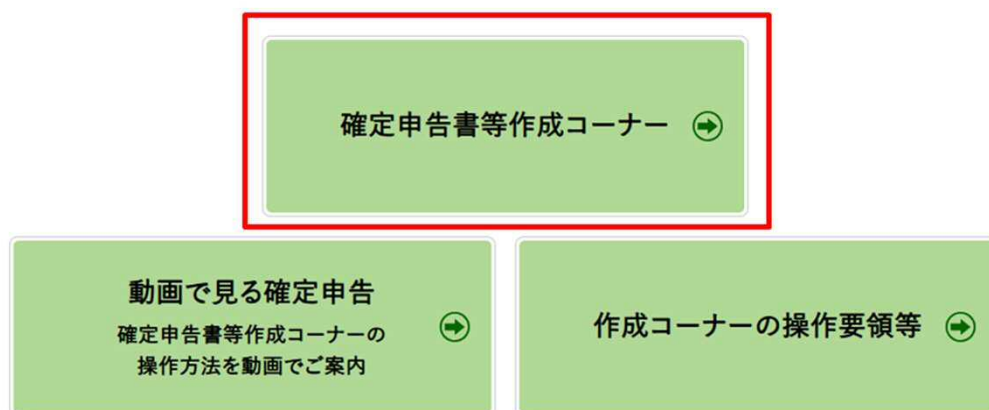 確定申告書等作成コーナー
動画で見る確定申告
確定申告書等作成コーナーの
操作方法を動画でご案内
作成コーナーの操作要領等